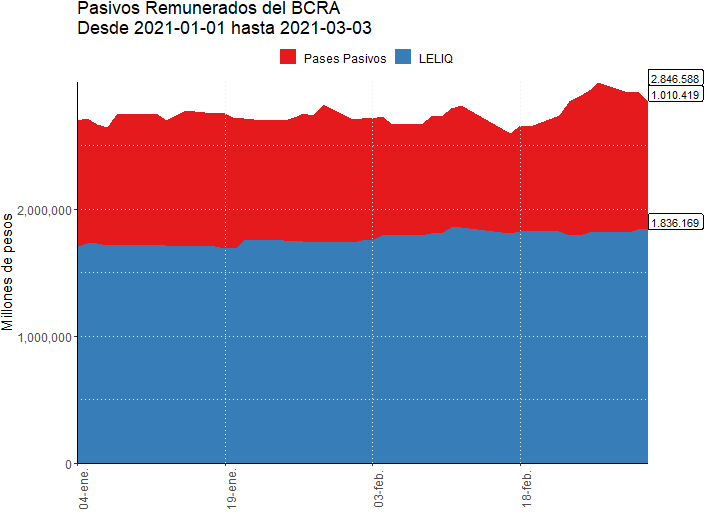 Pasivos Remunerados del BCRA
Desde 2021-01-01 hasta 2021-03-03
Pases Pasivos
LELIQ
2.846.588
1.010.419
1.836.169
Millones de pesos
2,000,000
1,000,000
0
04-ene.
19-ene.
03-feb.
18-feb.